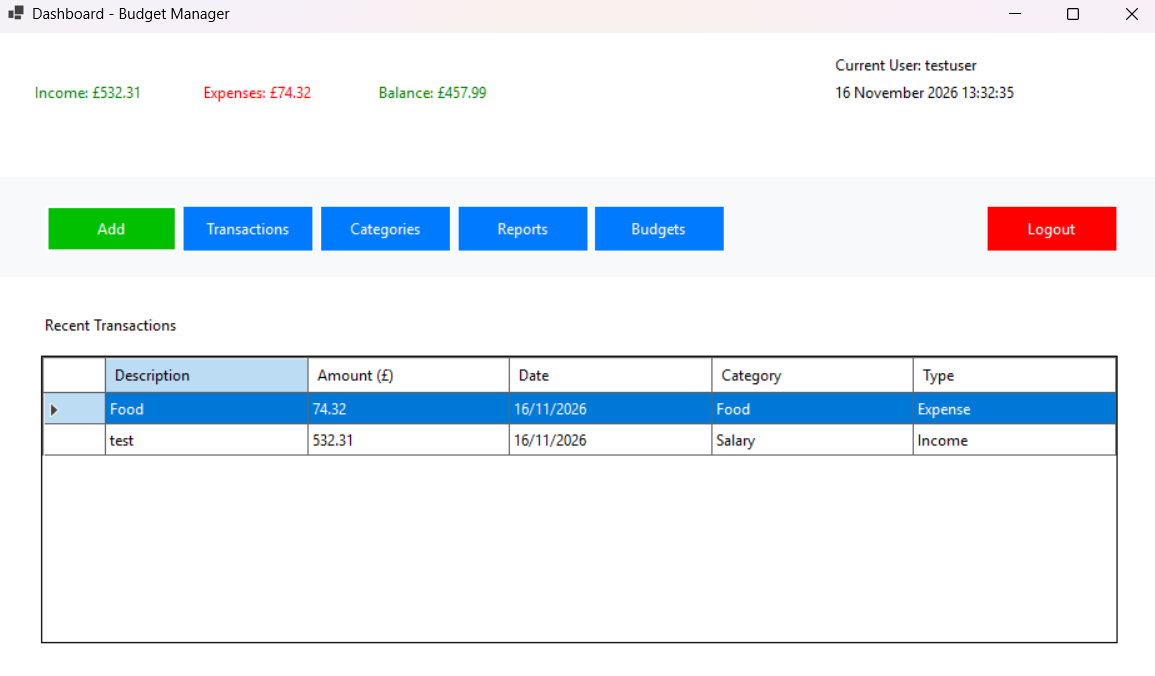 Dashboard - Budget Manager
Current User: testuser
Income: £532.31 Expenses: £74.32 Balance: £457.99 16 November 2026 13:32:35
Add Transactions Categories Reports Budgets Logout
Recent Transactions
Description Amount (£) Date Category Type
Food 74.32 16/11/2026 Food Expense
test 532.31 16/11/2026 Salary Income